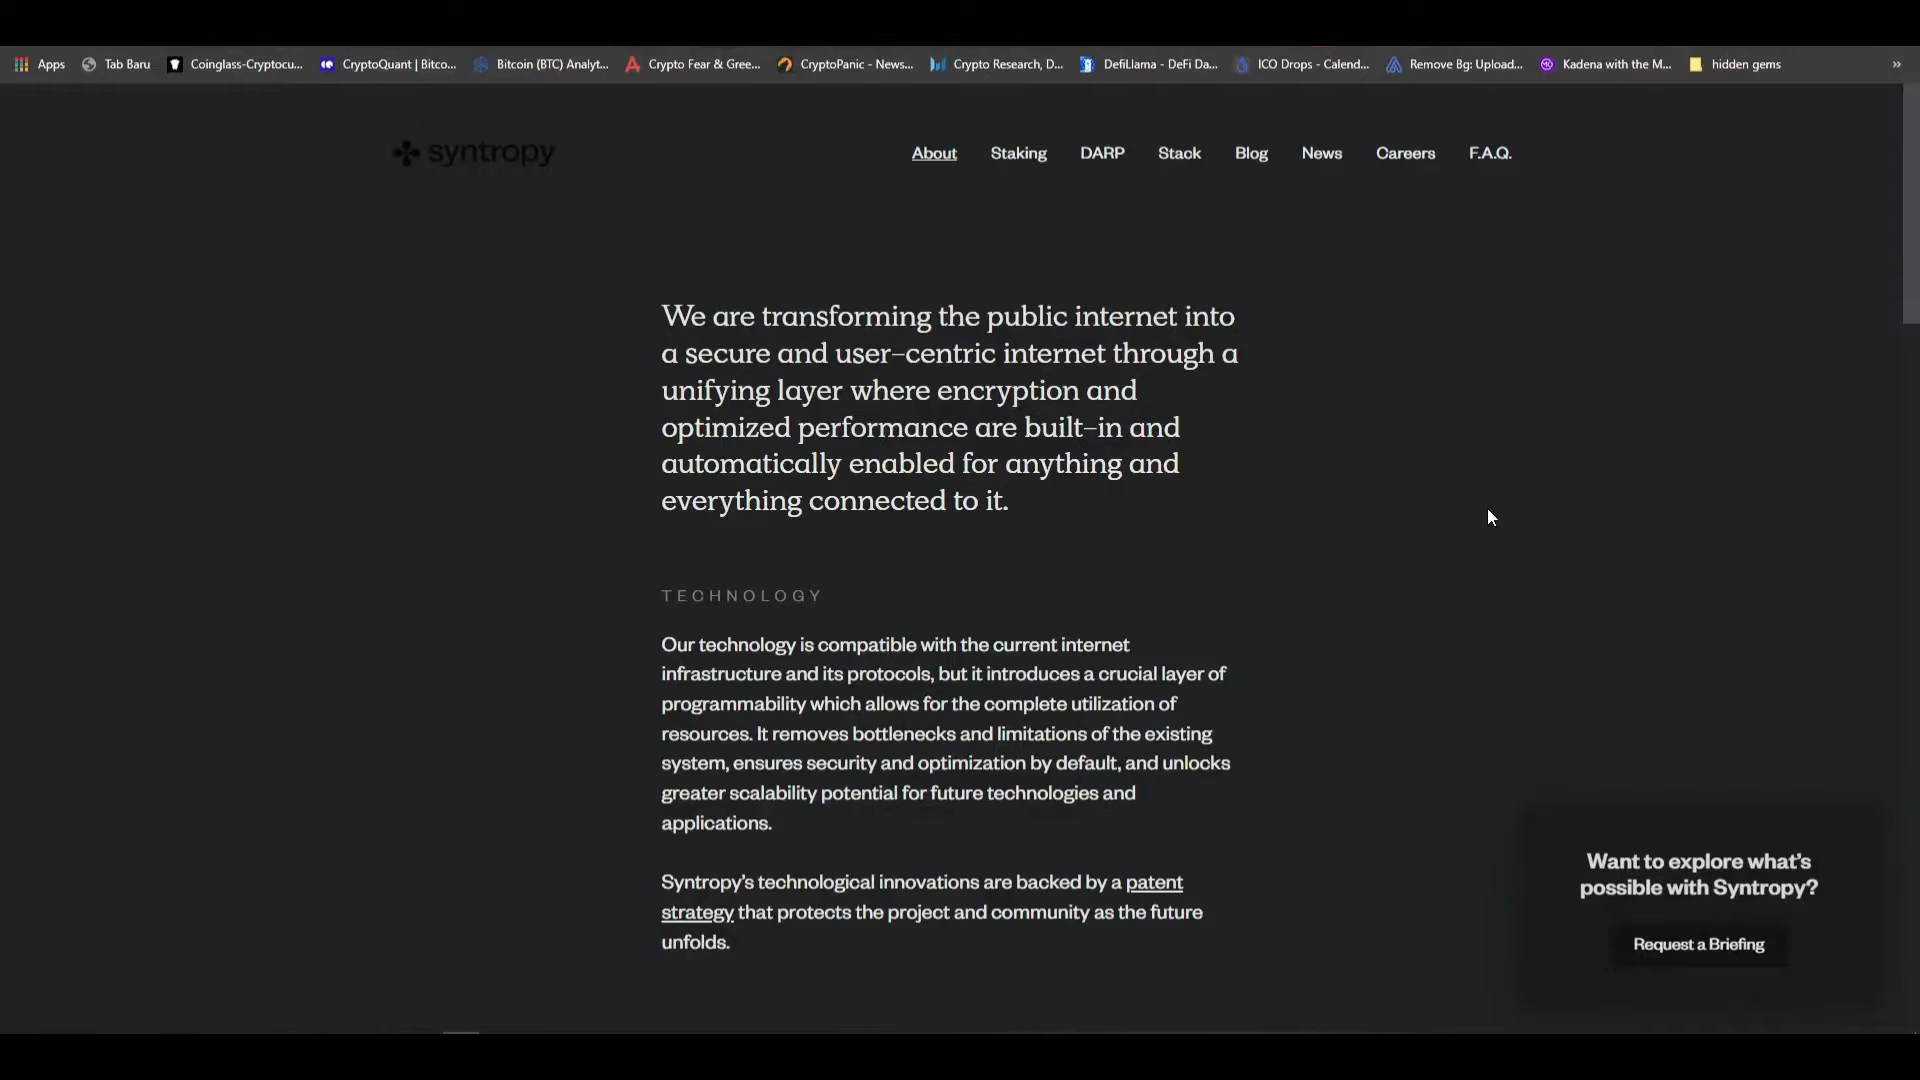 Apps Tab Baru Coinglass-Cryptocu... CryptoQuant | Bitco... Bitcoin (BTC) Analyt... Crypto Fear & Gree... CryptoPanic - News... Crypto Research, D... DefiLlama - DeFi Da... ICO Drops - Calend... Remove Bg: Upload... Kadena with the M... hidden gems »
syntropy About Staking DARP Stack Blog News Careers F.A.Q.
We are transforming the public internet into
a secure and user-centric internet through a
unifying layer where encryption and
optimized performance are built-in and
automatically enabled for anything and
everything connected to it.
TECHNOLOGY
Our technology is compatible with the current internet
infrastructure and its protocols, but it introduces a crucial layer of
programmability which allows for the complete utilization of
resources. It removes bottlenecks and limitations of the existing
system, ensures security and optimization by default, and unlocks
greater scalability potential for future technologies and
applications.
Syntropy's technological innovations are backed by a patent
strategy that protects the project and community as the future
unfolds.
Want to explore what's
possible with Syntropy?
Request a Briefing